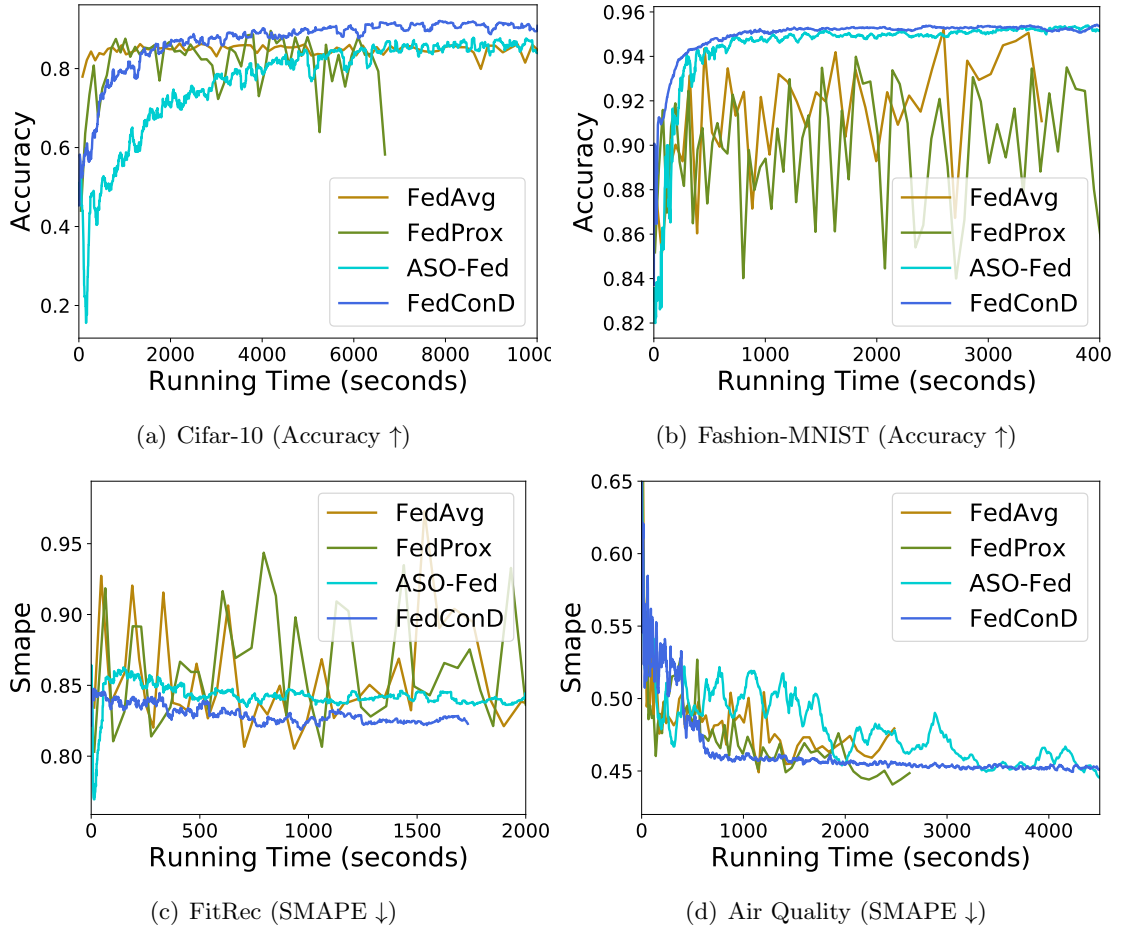 0.8
0.6
0.4
0.2
Accuracy
FedAvg
FedProx
ASO-Fed
FedConD
0 2000 4000 6000 8000 1000
Running Time (seconds)
(a) Cifar-10 (Accuracy ↑)
0.96
0.94
0.92
0.90
0.88
0.86
0.84
0.82
Accuracy
FedAvg
FedProx
ASO-Fed
FedConD
0 1000 2000 3000 400
Running Time (seconds)
(b) Fashion-MNIST (Accuracy ↑)
0.95
0.90
0.85
0.80
Smape
FedAvg
FedProx
ASO-Fed
FedConD
0 500 1000 1500 2000
Running Time (seconds)
(c) FitRec (SMAPE ↓)
0.65
0.60
0.55
0.50
0.45
Smape
FedAvg
FedProx
ASO-Fed
FedConD
0 1000 2000 3000 4000
Running Time (seconds)
(d) Air Quality (SMAPE ↓)